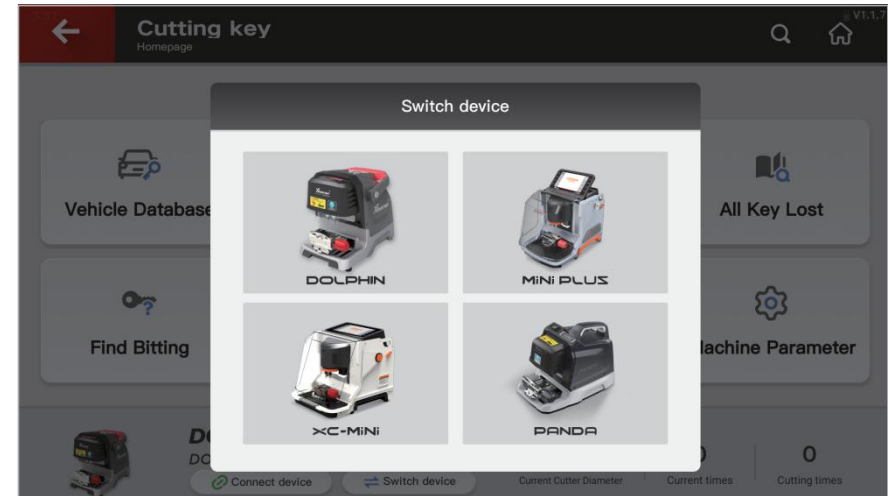 V1.1.7
Cutting key
Homepage
Switch device
Vehicle Database
All Key Lost
DOLPHIN
MINI PLUS
Find Bitting
Machine Parameter
XC-MINI
PANDA
Connect device
Switch device
Current Cutter Diameter
Current times
0
Cutting times